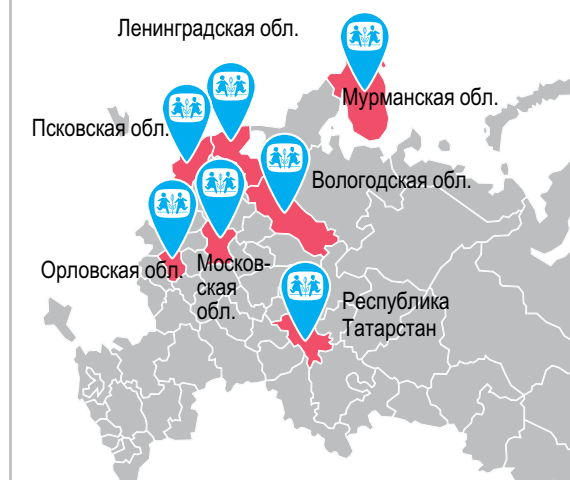 Ленинградская обл.
Мурманская обл.
Псковская обл.
Вологодская обл.
Орловская обл.
Москов-
ская
обл.
Республика
Татарстан